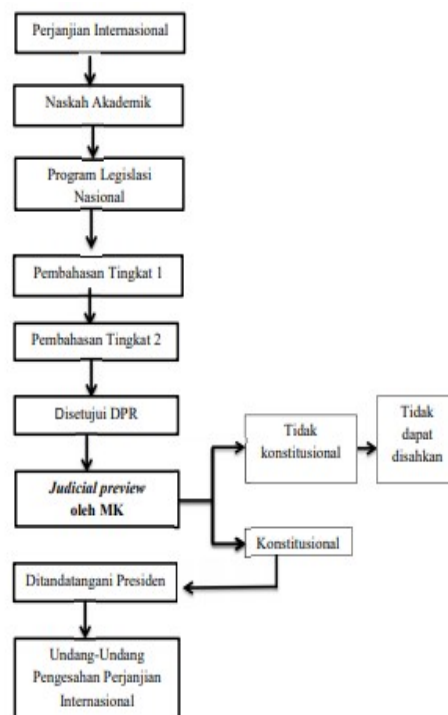 Perjanjian Internasional
Naskah Akademik
Program Legislasi
Nasional
Pembahasan Tingkat 1
Pembahasan Tingkat 2
Disetujui DPR
Judicial preview
oleh MK
Tidak
konstitusional
Tidak
dapat
disahkan
Konstitusional
Ditandatangani Presiden
Undang-Undang
Pengesahan Perjanjian
Internasional